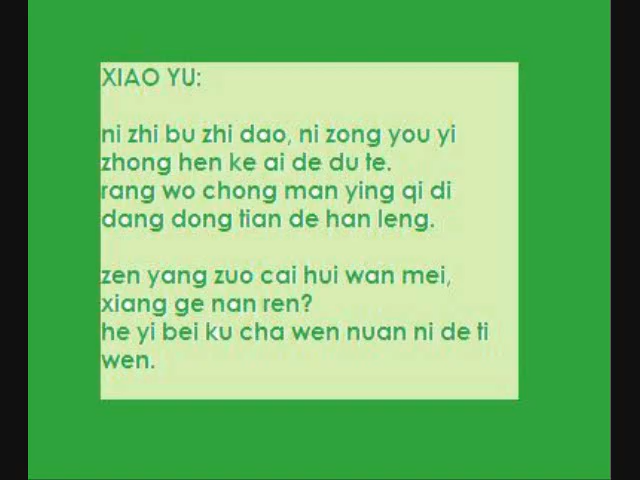 XIAO YU:
ni zhi bu zhi dao, ni zong you yi
zhong hen ke ai de du te.
rang wo chong man ying qi di
dang dong tian de han leng.
zen yang zuo cai hui wan mei,
xiang ge nan ren?
he yi bei ku cha wen nuan ni de ti
wen.